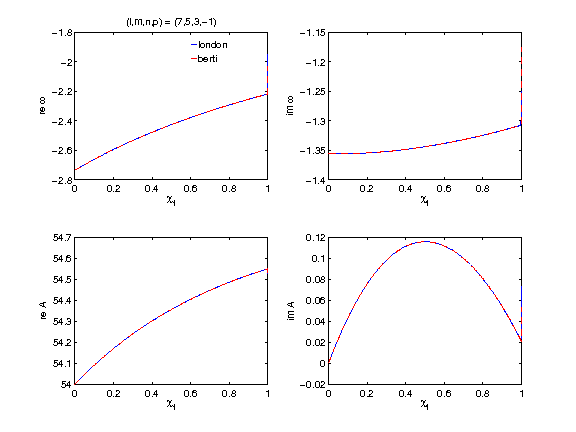 (l,m,n,p) = (7,5,3,−1)
london
berti
−1.8
−2
−2.2
−2.4
−2.6
−2.8
re ω
0 0.2 0.4 0.6 0.8 1
χf
−1.15
−1.2
−1.25
−1.3
−1.35
−1.4
im ω
0 0.2 0.4 0.6 0.8 1
χf
54.7
54.6
54.5
54.4
54.3
54.2
54.1
54
re A
0 0.2 0.4 0.6 0.8 1
χf
0.12
0.1
0.08
0.06
0.04
0.02
0
−0.02
im A
0 0.2 0.4 0.6 0.8 1
χf